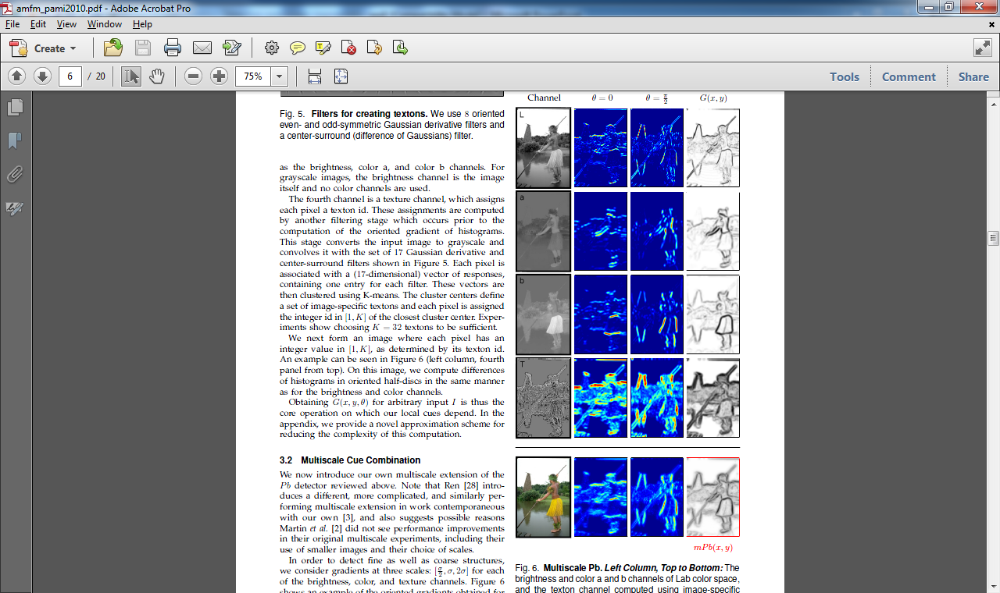 amfm_pami2010.pdf - Adobe Acrobat Pro
File Edit View Window Help
Create
6 / 20
75%
Tools Comment Share
Fig. 5. Filters for creating textons. We use 8 oriented
even- and odd-symmetric Gaussian derivative filters and
a center-surround (difference of Gaussians) filter.
as the brightness, color a, and color b channels. For
grayscale images, the brightness channel is the image
itself and no color channels are used.
The fourth channel is a texture channel, which assigns
each pixel a texton id. These assignments are computed
by another filtering stage which occurs prior to the
computation of the oriented gradient of histograms.
This stage converts the input image to grayscale and
convolves it with the set of 17 Gaussian derivative and
center-surround filters shown in Figure 5. Each pixel is
associated with a (17-dimensional) vector of responses,
containing one entry for each filter. These vectors are
then clustered using K-means. The cluster centers define
a set of image-specific textons and each pixel is assigned
the integer id in [1, K] of the closest cluster center. Exper-
iments show choosing K = 32 textons to be sufficient.
We next form an image where each pixel has an
integer value in [1, K], as determined by its texton id.
An example can be seen in Figure 6 (left column, fourth
panel from top). On this image, we compute differences
of histograms in oriented half-discs in the same manner
as for the brightness and color channels.
Obtaining G(x, y, θ) for arbitrary input I is thus the
core operation on which our local cues depend. In the
appendix, we provide a novel approximation scheme for
reducing the complexity of this computation.
3.2 Multiscale Cue Combination
We now introduce our own multiscale extension of the
Pb detector reviewed above. Note that Ren [28] intro-
duces a different, more complicated, and similarly per-
forming multiscale extension in work contemporaneous
with our own [3], and also suggests possible reasons
Martin et al. [2] did not see performance improvements
in their original multiscale experiments, including their
use of smaller images and their choice of scales.
In order to detect fine as well as coarse structures,
we consider gradients at three scales: [σ/2, σ, 2σ] for each
of the brightness, color, and texture channels. Figure 6
shows an example of the oriented gradients obtained for
Channel θ = 0 θ = π/2 G(x, y)
L
a
b
T
mPb(x, y)
Fig. 6. Multiscale Pb. Left Column, Top to Bottom: The
brightness and color a and b channels of Lab color space,
and the texton channel computed using image-specific